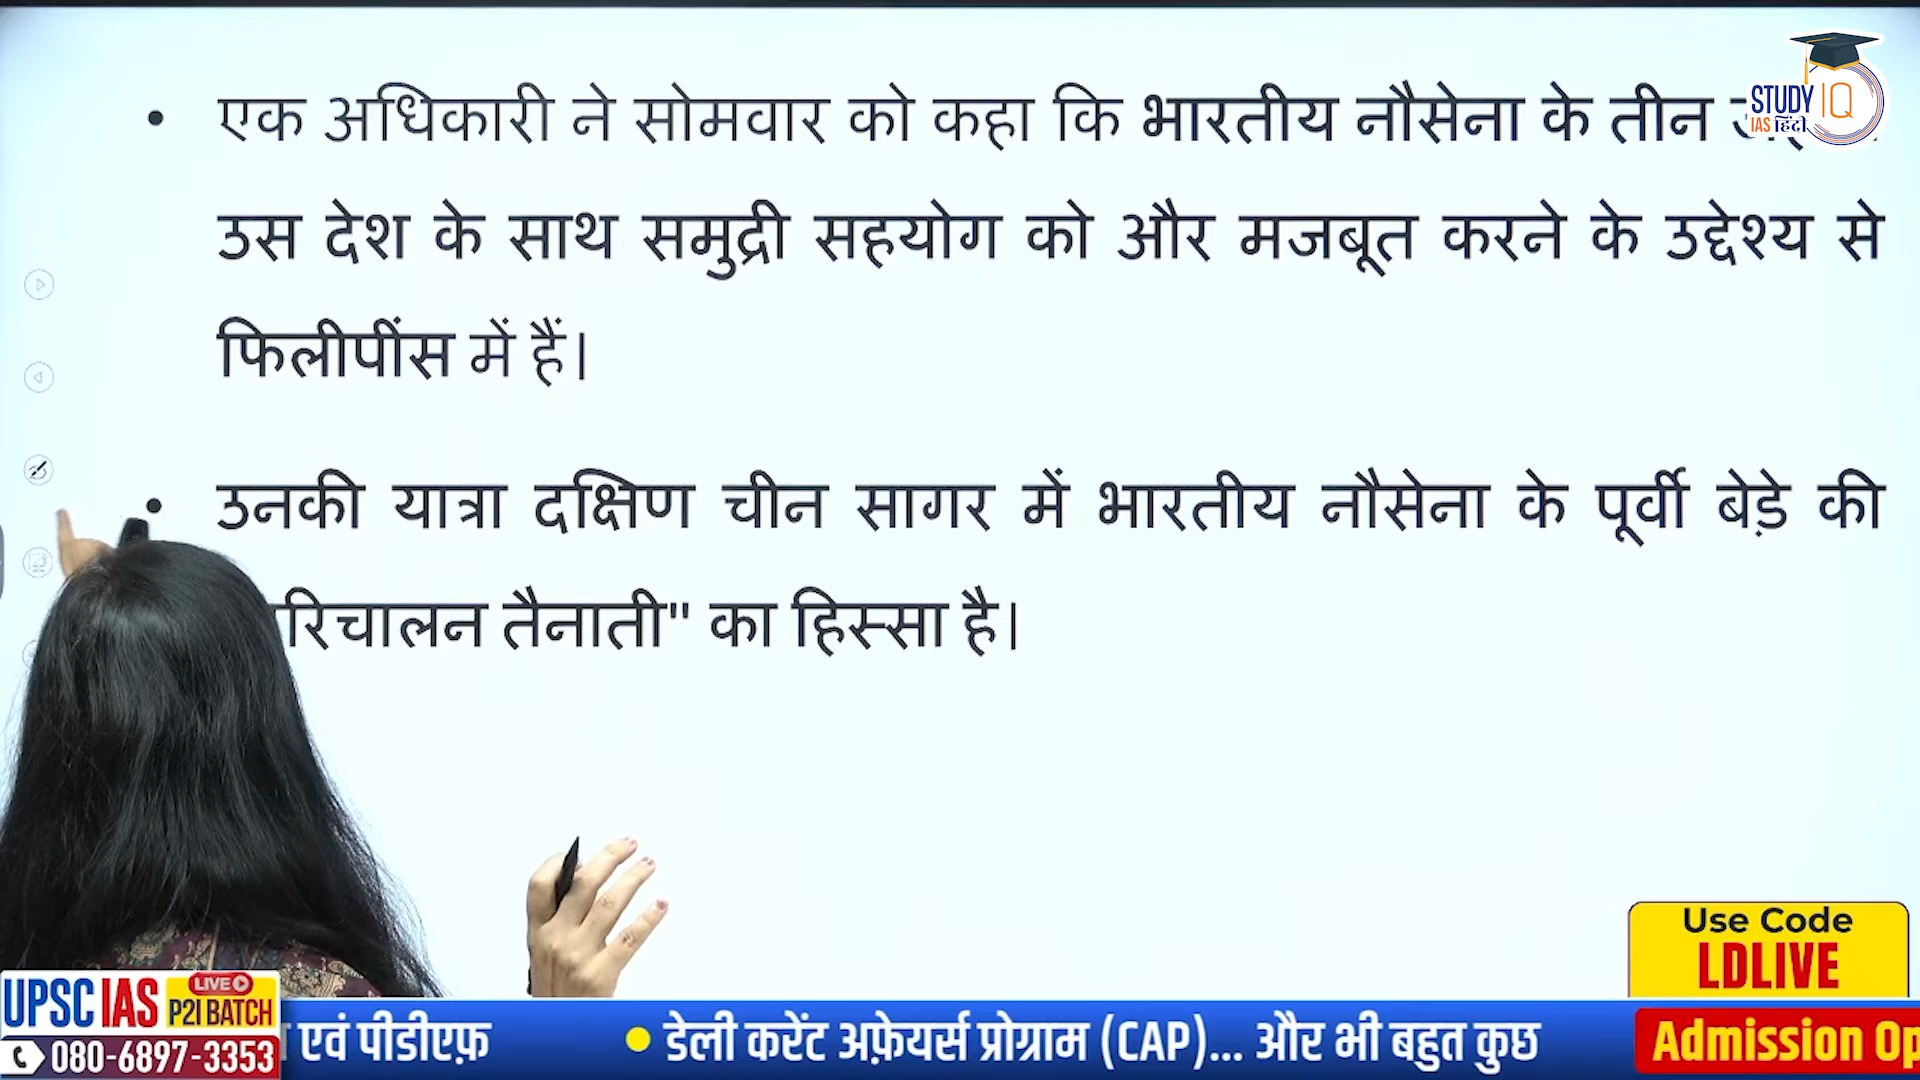 • एक अधिकारी ने सोमवार को कहा कि भारतीय नौसेना के तीन
उस देश के साथ समुद्री सहयोग को और मजबूत करने के उद्देश्य से
फिलीपींस में हैं।
• उनकी यात्रा दक्षिण चीन सागर में भारतीय नौसेना के पूर्वी बेड़े की
रिचालन तैनाती" का हिस्सा है।
STUDY IQ
IAS हिंदी
Use Code
LDLIVE
UPSC IAS LIVE P2I BATCH
080-6897-3353
एवं पीडीएफ़ • डेली करेंट अफ़ेयर्स प्रोग्राम (CAP)... और भी बहुत कुछ
Admission Op